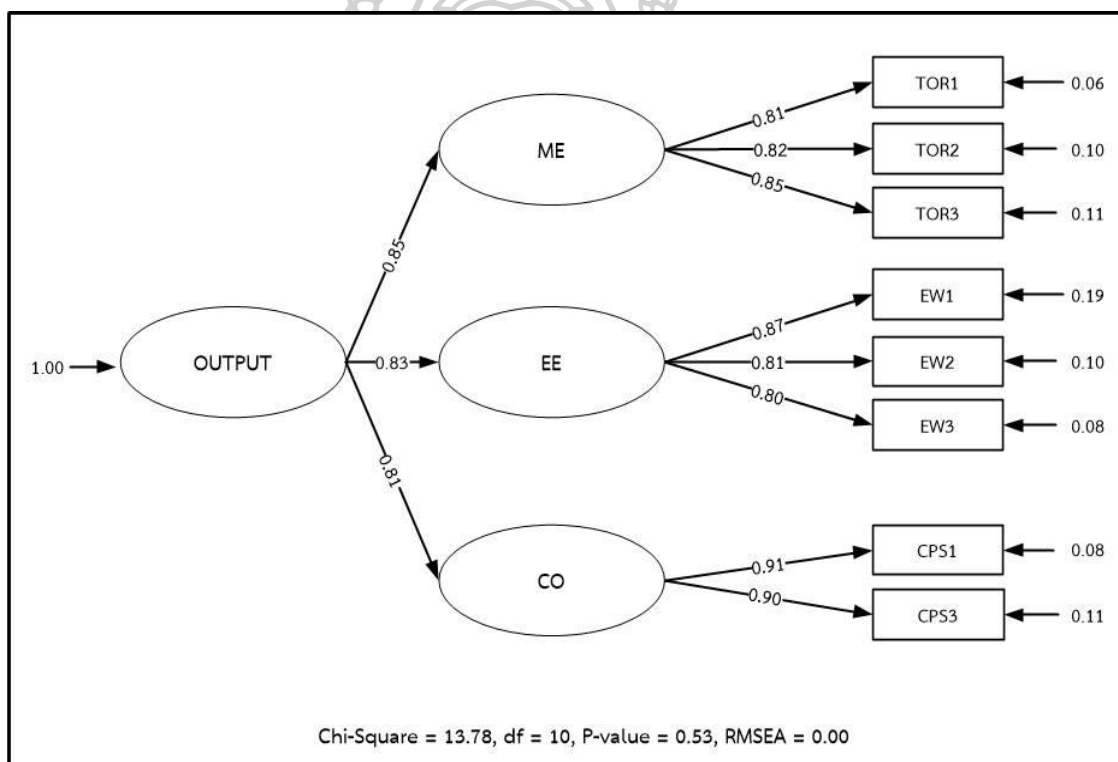 1.00
OUTPUT
0.85
0.83
0.81
ME
0.81
0.82
0.85
TOR1
0.06
TOR2
0.10
TOR3
0.11
EE
0.87
0.81
0.80
EW1
0.19
EW2
0.10
EW3
0.08
CO
0.91
0.90
CPS1
0.08
CPS3
0.11
Chi-Square = 13.78, df = 10, P-value = 0.53, RMSEA = 0.00